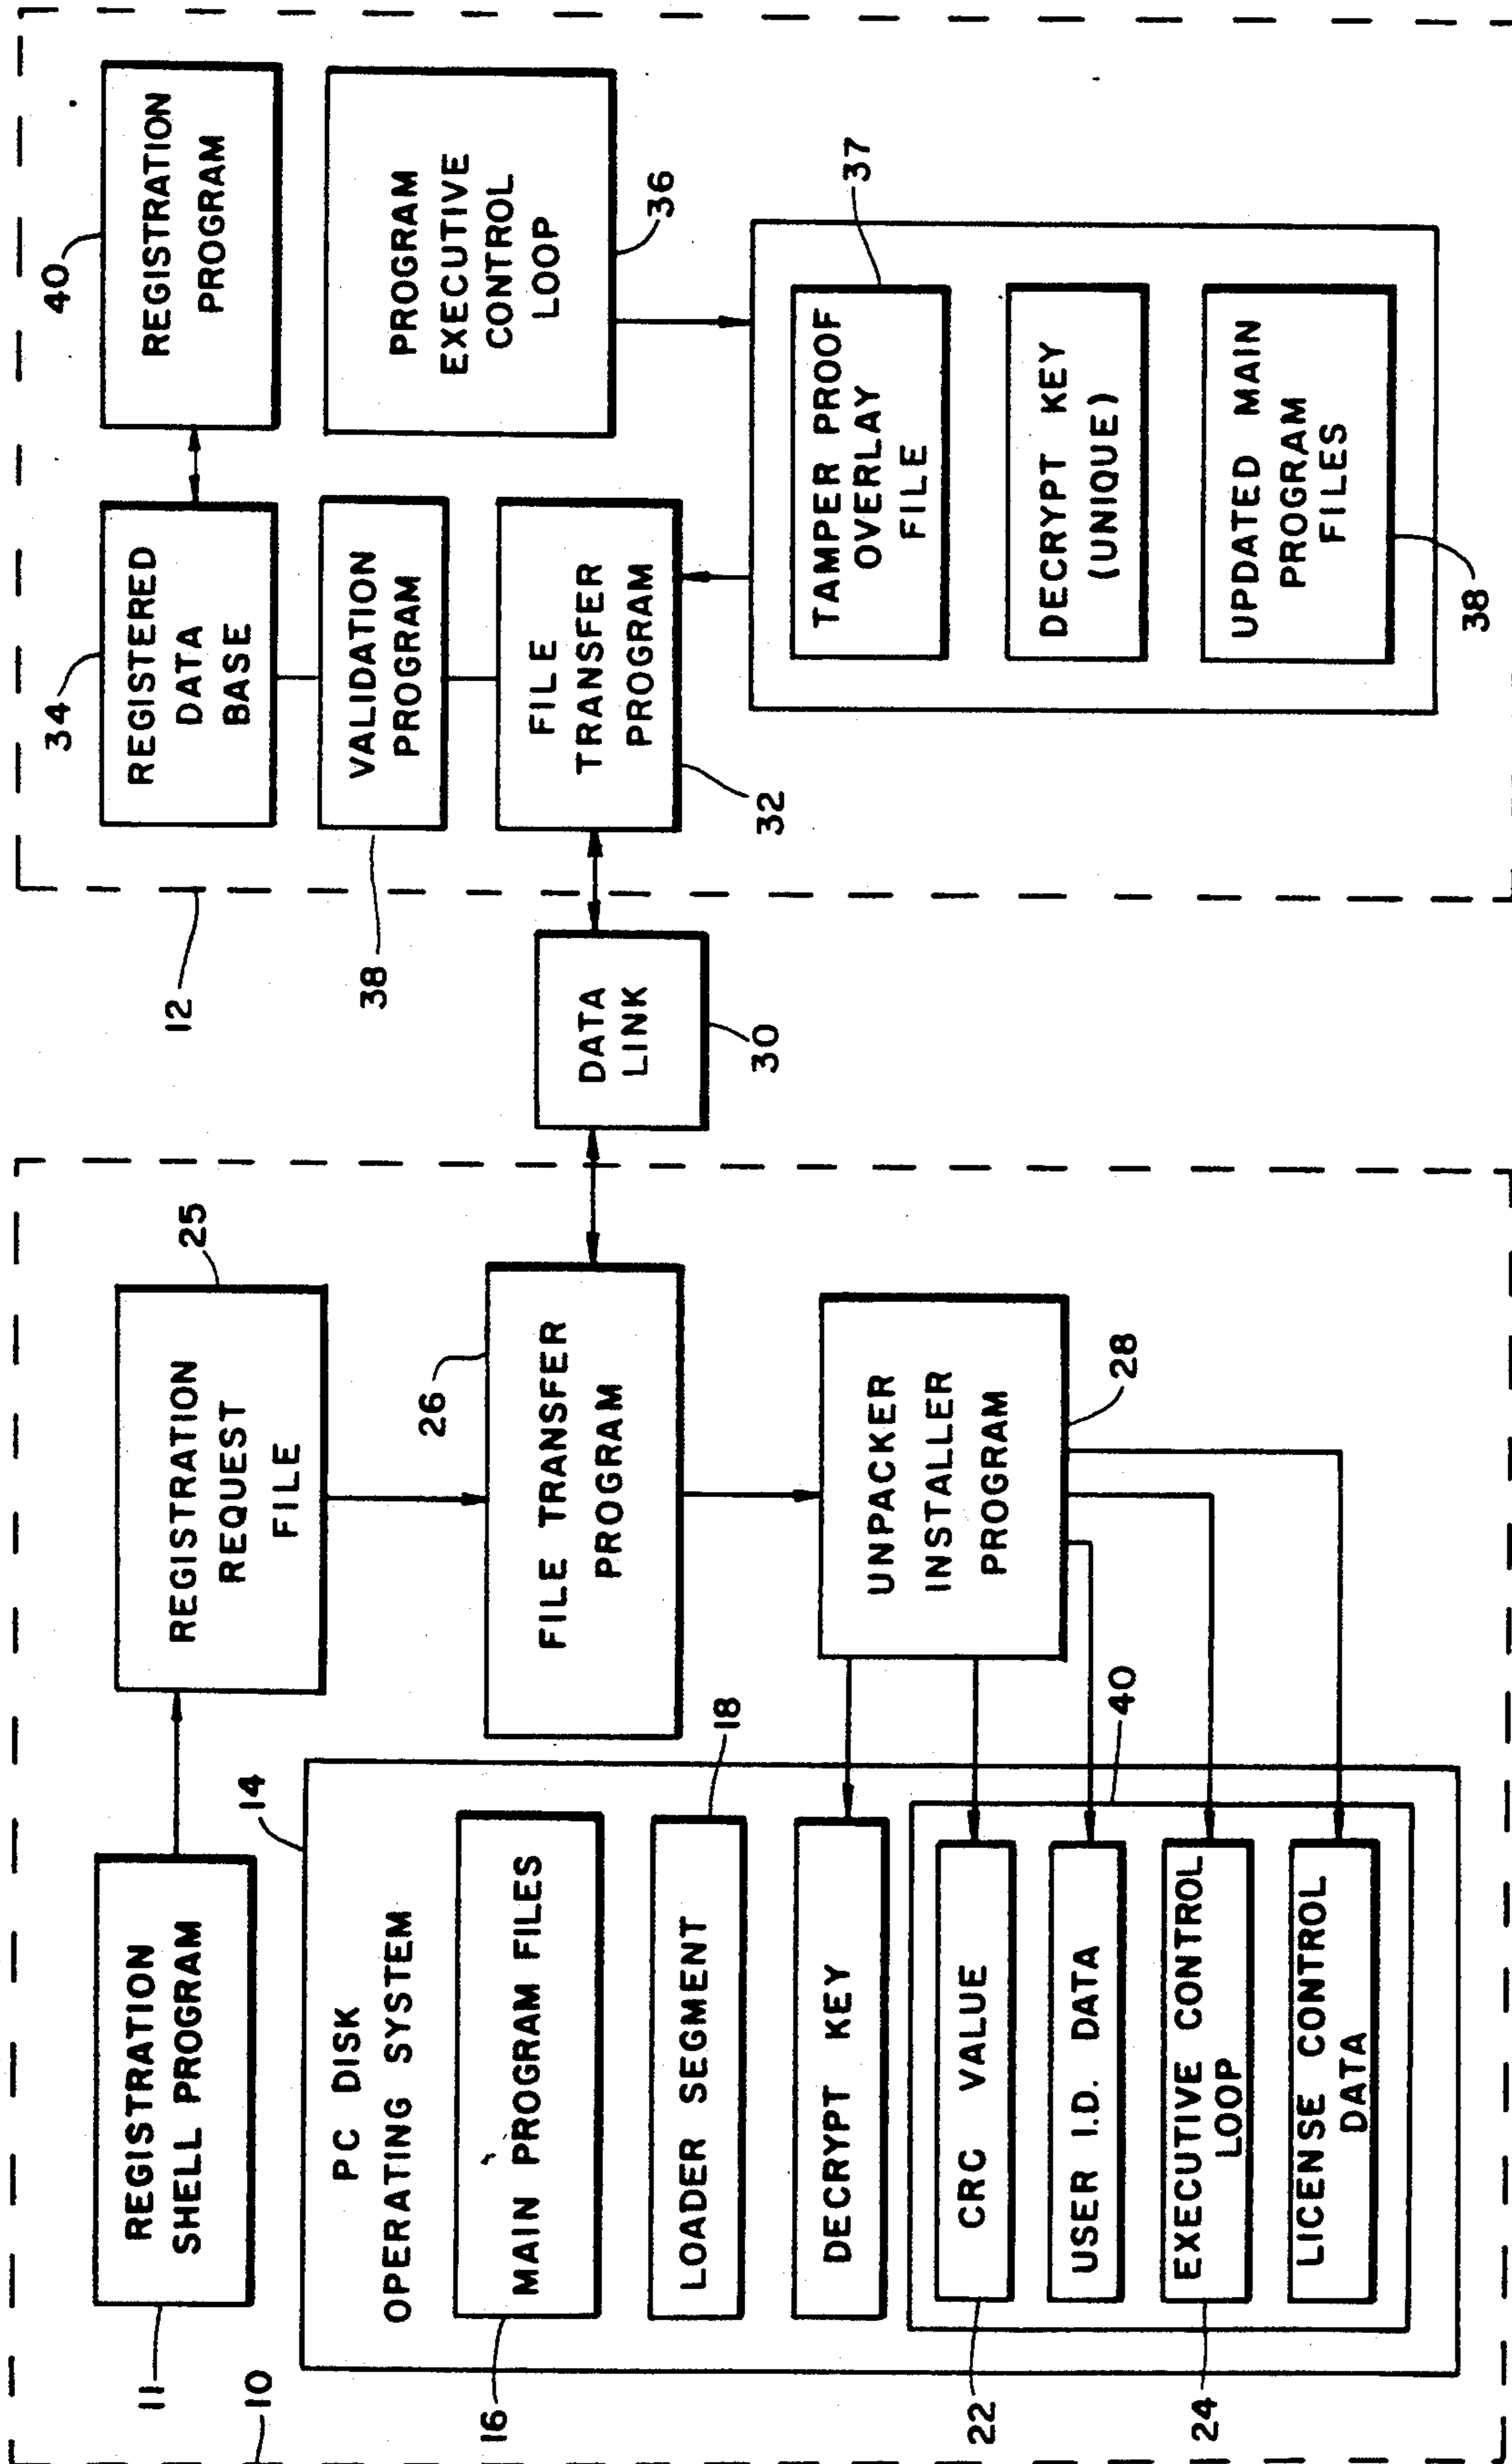 11
REGISTRATION
SHELL PROGRAM
10
REGISTRATION
REQUEST
FILE
25
14
PC DISK
OPERATING SYSTEM
16
MAIN PROGRAM FILES
LOADER SEGMENT
18
DECRYPT KEY
22
CRC VALUE
USER I.D. DATA
24
EXECUTIVE CONTROL
LOOP
LICENSE CONTROL
DATA
40
26
FILE TRANSFER
PROGRAM
UNPACKER
INSTALLER
PROGRAM
28
DATA
LINK
30
12
34
REGISTERED
DATA
BASE
40
REGISTRATION
PROGRAM
38
VALIDATION
PROGRAM
PROGRAM
EXECUTIVE
CONTROL
LOOP
36
FILE
TRANSFER
PROGRAM
32
TAMPER PROOF
OVERLAY
FILE
37
DECRYPT KEY
(UNIQUE)
UPDATED MAIN
PROGRAM
FILES
38